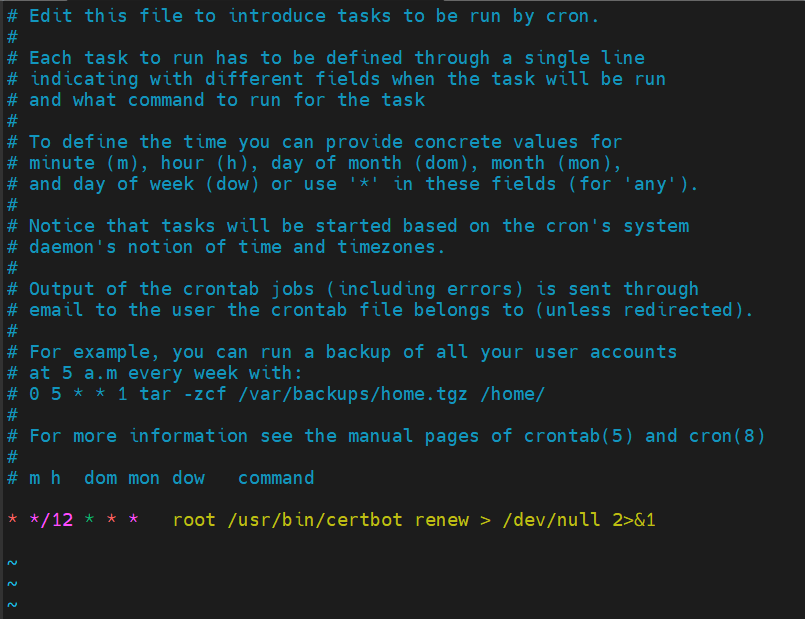 # Edit this file to introduce tasks to be run by cron.
#
# Each task to run has to be defined through a single line
# indicating with different fields when the task will be run
# and what command to run for the task
#
# To define the time you can provide concrete values for
# minute (m), hour (h), day of month (dom), month (mon),
# and day of week (dow) or use '*' in these fields (for 'any').
#
# Notice that tasks will be started based on the cron's system
# daemon's notion of time and timezones.
#
# Output of the crontab jobs (including errors) is sent through
# email to the user the crontab file belongs to (unless redirected).
#
# For example, you can run a backup of all your user accounts
# at 5 a.m every week with:
# 0 5 * * 1 tar -zcf /var/backups/home.tgz /home/
#
# For more information see the manual pages of crontab(5) and cron(8)
#
# m h  dom mon dow   command
* */12 * * *   root /usr/bin/certbot renew > /dev/null 2>&1
~
~
~